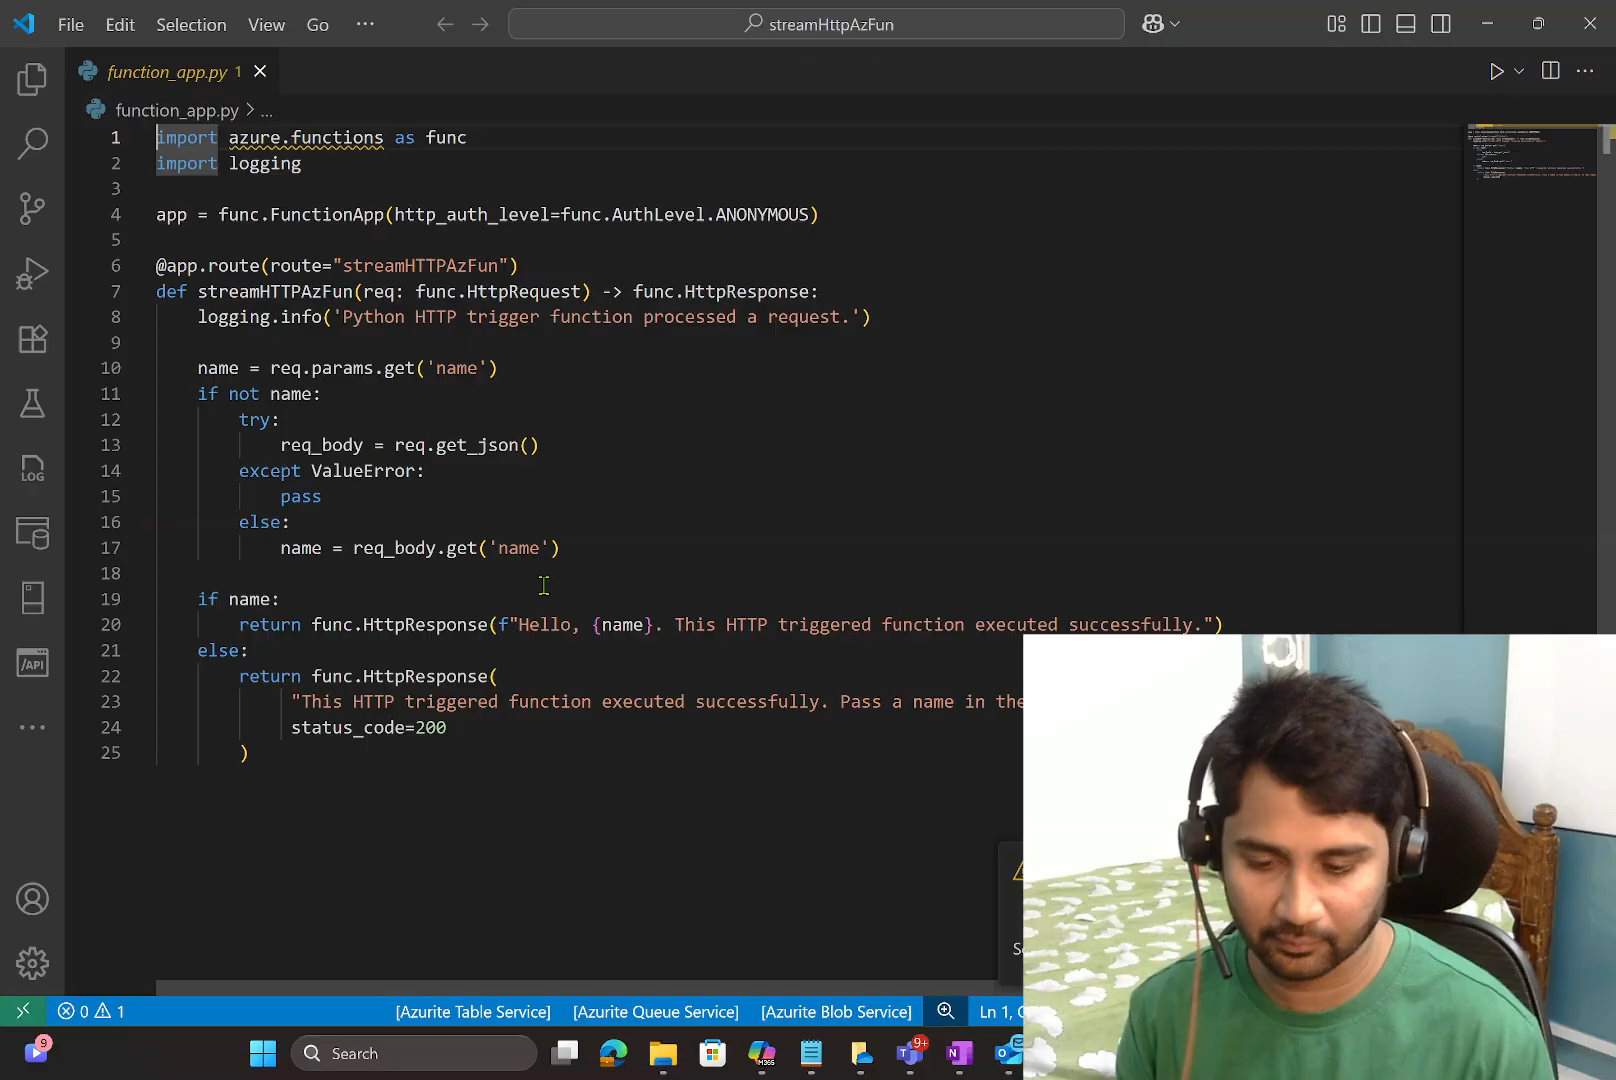 File Edit Selection View Go ··· streamHttpAzFun
function_app.py 1
function_app.py > ...
1 import azure.functions as func
2 import logging
3
4 app = func.FunctionApp(http_auth_level=func.AuthLevel.ANONYMOUS)
5
6 @app.route(route="streamHTTPAzFun")
7 def streamHTTPAzFun(req: func.HttpRequest) -> func.HttpResponse:
8 logging.info('Python HTTP trigger function processed a request.')
9
10 name = req.params.get('name')
11 if not name:
12 try:
13 req_body = req.get_json()
14 except ValueError:
15 pass
16 else:
17 name = req_body.get('name')
18
19 if name:
20 return func.HttpResponse(f"Hello, {name}. This HTTP triggered function executed successfully.")
21 else:
22 return func.HttpResponse(
23 "This HTTP triggered function executed successfully. Pass a name in the
24 status_code=200
25 )
LOG
/API
0 1 [Azurite Table Service] [Azurite Queue Service] [Azurite Blob Service] Ln 1,
9 Search M365 9+